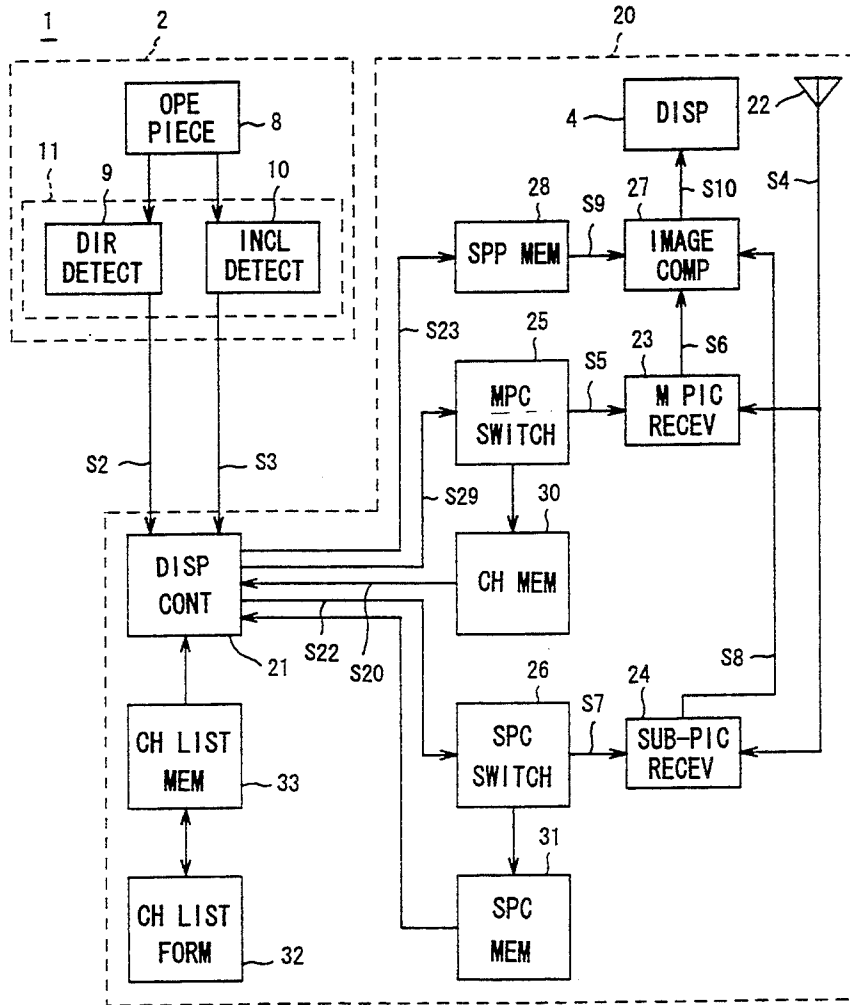 1
2
20
OPE
PIECE
8
4
DISP
22
11
9
10
S10
S4
28
S9
27
DIR
DETECT
INCL
DETECT
SPP MEM
IMAGE
COMP
S23
25
S5
23
S6
MPC
SWITCH
M PIC
RECEV
S2
S3
S29
30
DISP
CONT
CH MEM
S22
21
S20
26
S7
24
S8
CH LIST
MEM
33
SPC
SWITCH
SUB-PIC
RECEV
31
CH LIST
FORM
32
SPC
MEM